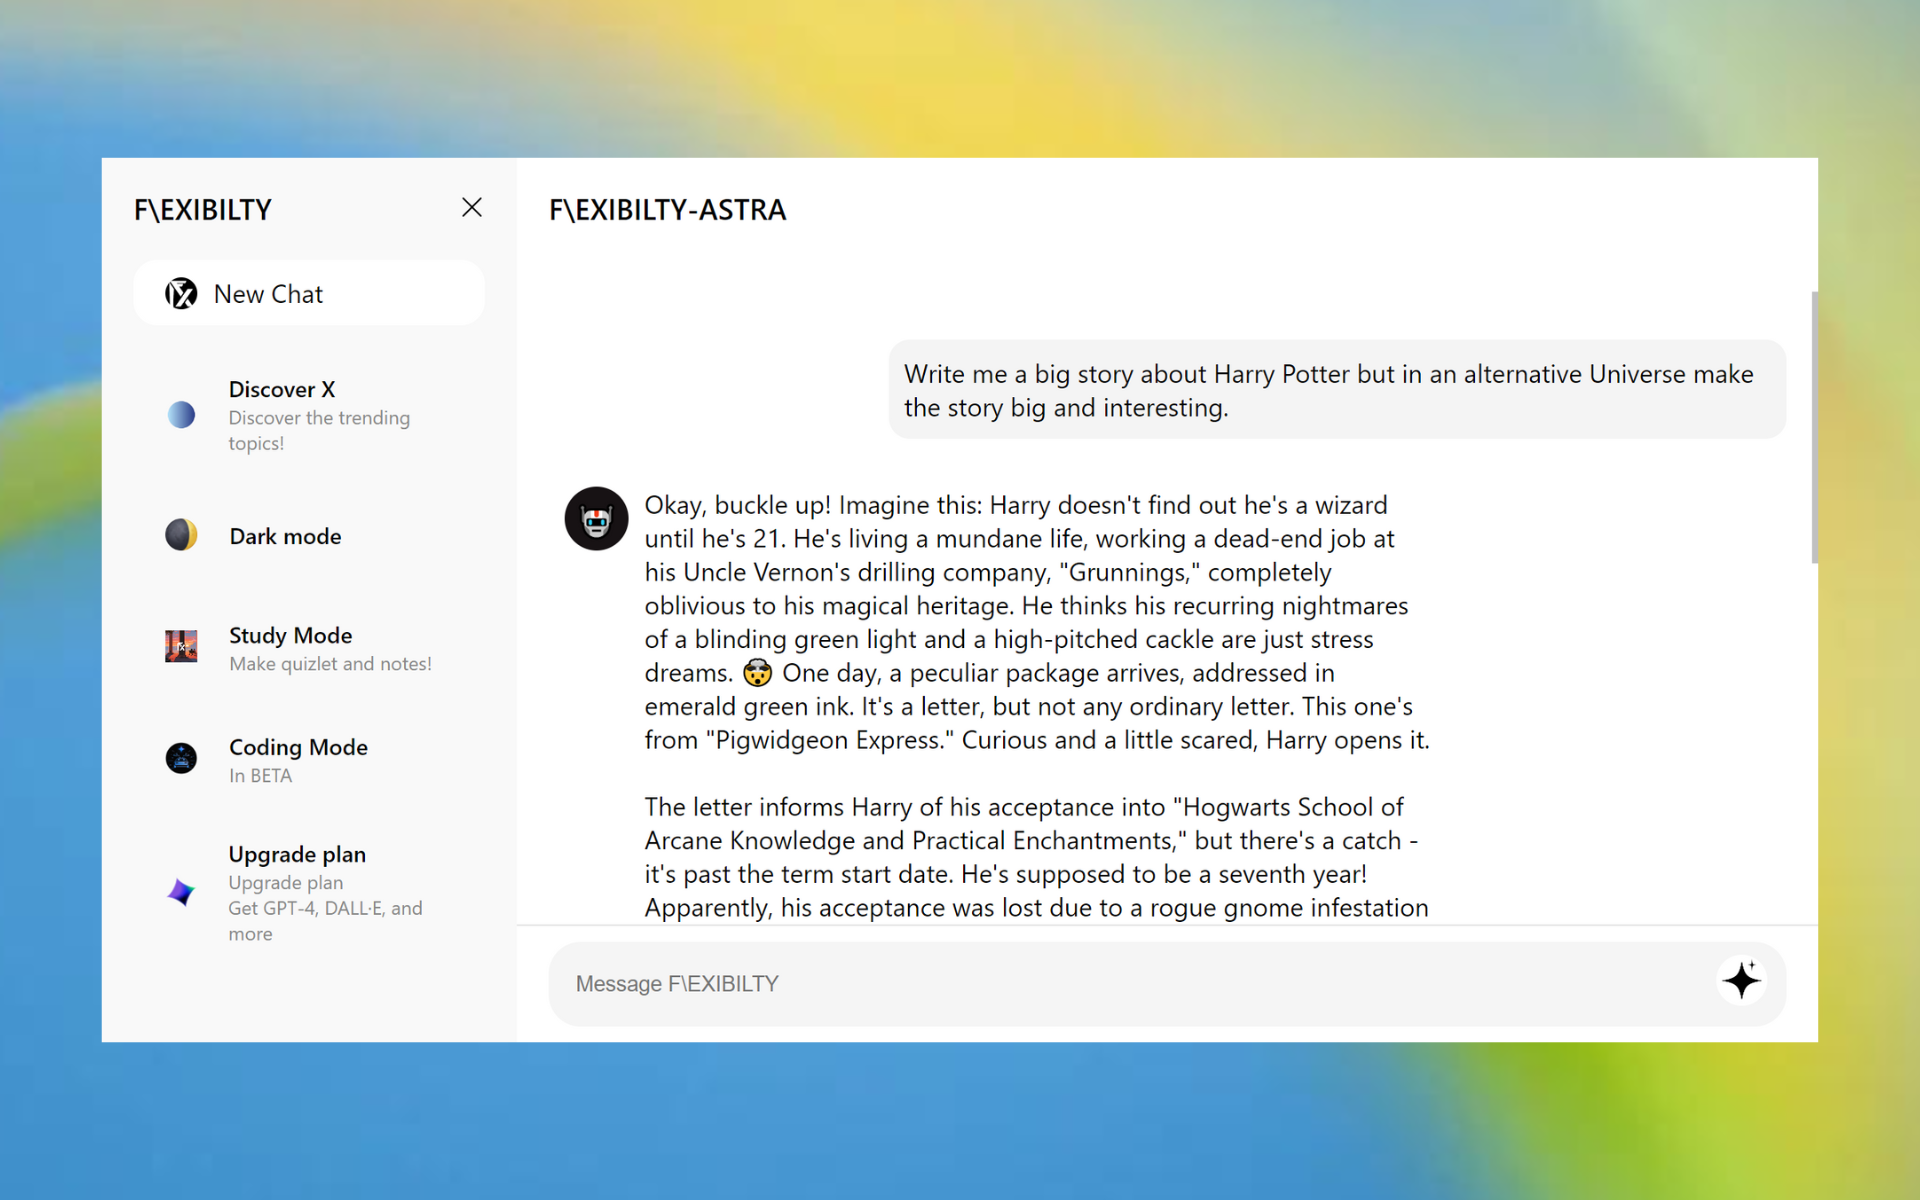 F\EXIBILTY
New Chat
Discover X
Discover the trending
topics!
Dark mode
Study Mode
Make quizlet and notes!
Coding Mode
In BETA
Upgrade plan
Upgrade plan
Get GPT-4, DALL·E, and
more
F\EXIBILTY-ASTRA
Write me a big story about Harry Potter but in an alternative Universe make
the story big and interesting.
Okay, buckle up! Imagine this: Harry doesn't find out he's a wizard
until he's 21. He's living a mundane life, working a dead-end job at
his Uncle Vernon's drilling company, "Grunnings," completely
oblivious to his magical heritage. He thinks his recurring nightmares
of a blinding green light and a high-pitched cackle are just stress
dreams. 🤯 One day, a peculiar package arrives, addressed in
emerald green ink. It's a letter, but not any ordinary letter. This one's
from "Pigwidgeon Express." Curious and a little scared, Harry opens it.
The letter informs Harry of his acceptance into "Hogwarts School of
Arcane Knowledge and Practical Enchantments," but there's a catch -
it's past the term start date. He's supposed to be a seventh year!
Apparently, his acceptance was lost due to a rogue gnome infestation
Message F\EXIBILTY